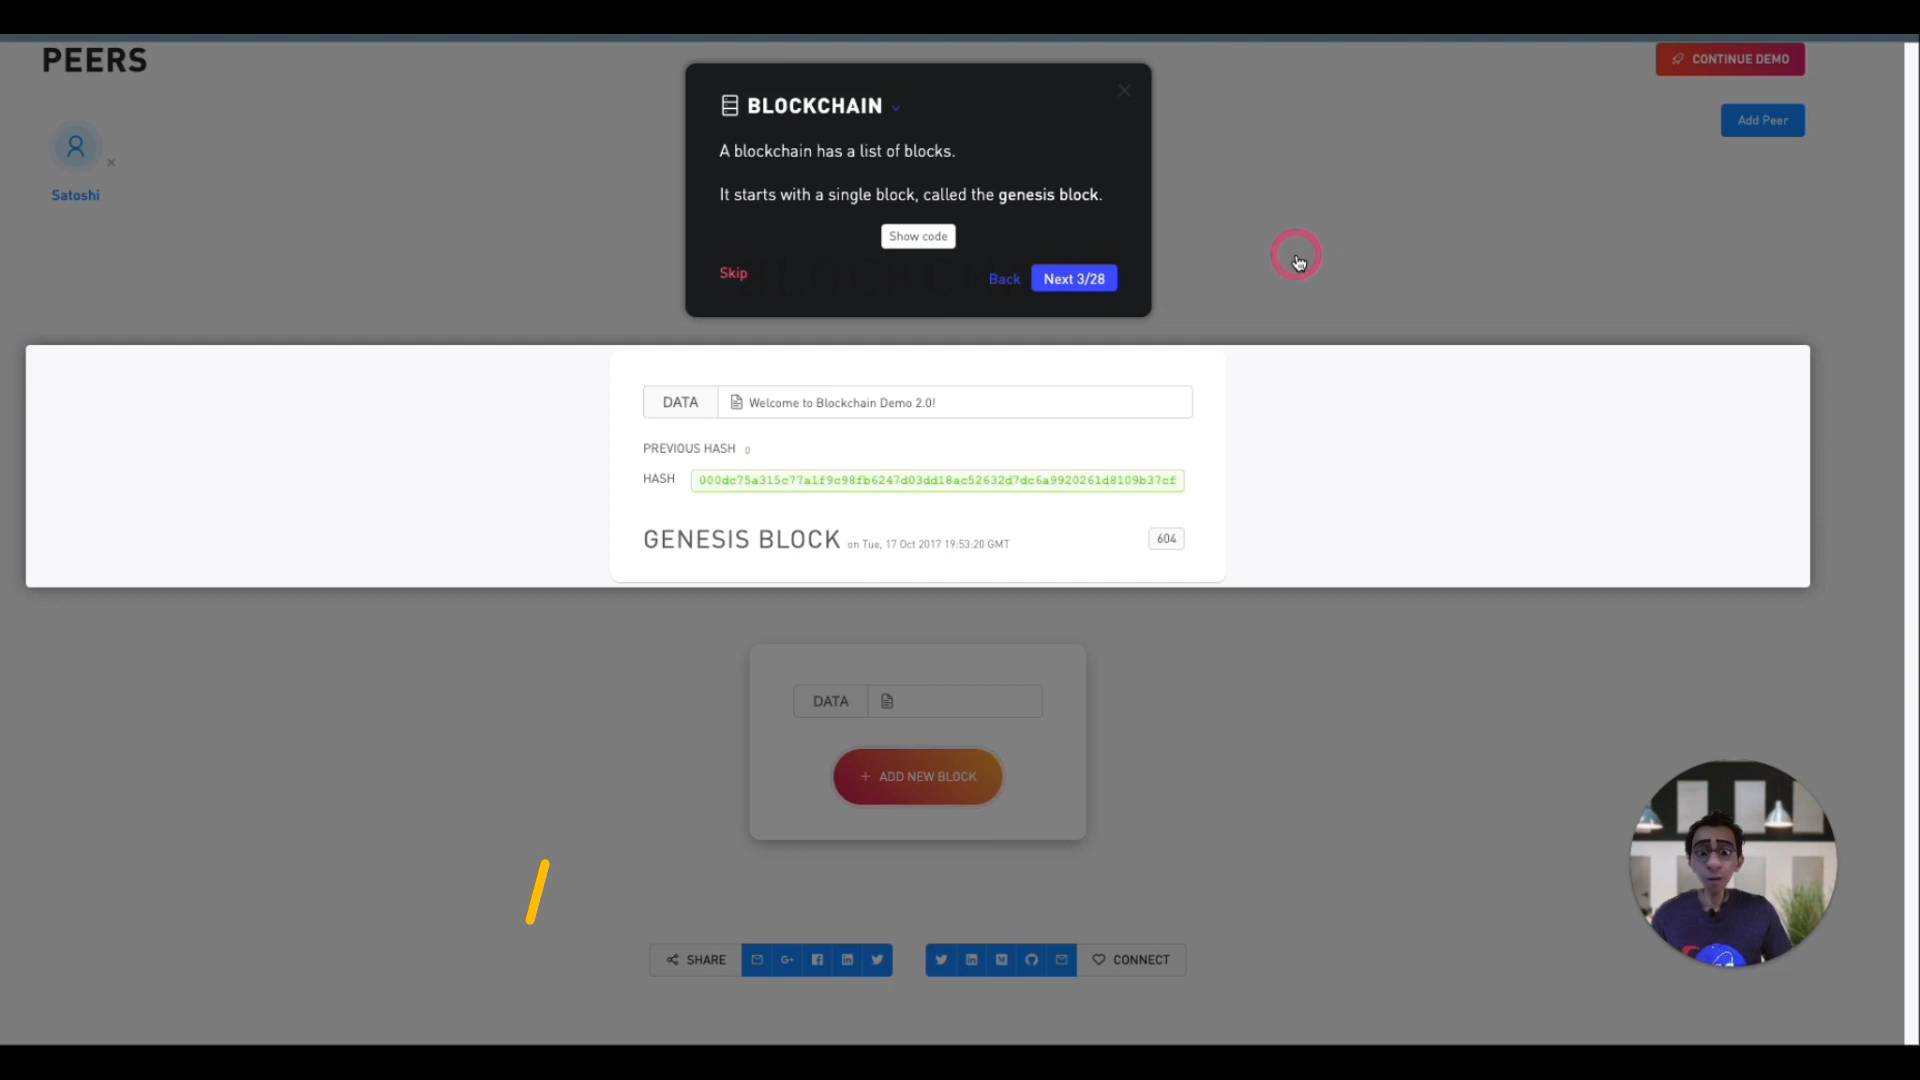 PEERS
CONTINUE DEMO
Add Peer
Satoshi
BLOCKCHAIN
A blockchain has a list of blocks.
It starts with a single block, called the genesis block.
Show code
Skip
Back
Next 3/28
DATA
Welcome to Blockchain Demo 2.0!
PREVIOUS HASH 0
HASH
000dc75a315c77a1f9c98fb6247d03dd18ac52632d7dc6a9920261d8109b37cf
GENESIS BLOCK on Tue, 17 Oct 2017 19:53:20 GMT
604
DATA
+ ADD NEW BLOCK
SHARE
G+
CONNECT